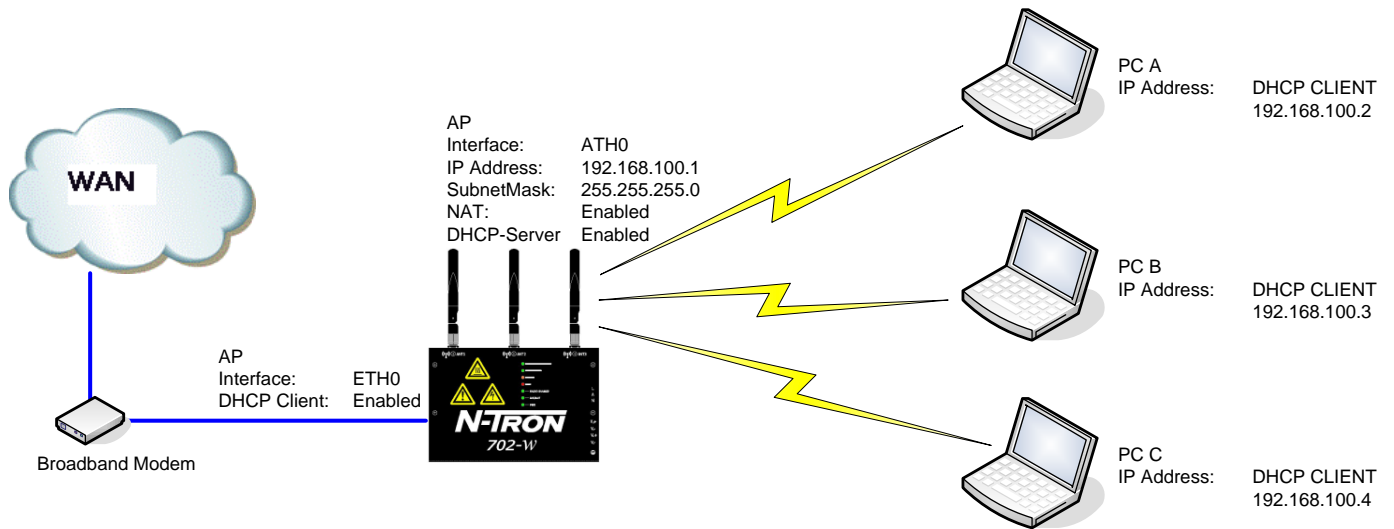 WAN
AP
Interface: ATH0
IP Address: 192.168.100.1
SubnetMask: 255.255.255.0
NAT: Enabled
DHCP-Server Enabled
AP
Interface: ETH0
DHCP Client: Enabled
Broadband Modem
N-TRON
702-W
PC A
IP Address: DHCP CLIENT
192.168.100.2
PC B
IP Address: DHCP CLIENT
192.168.100.3
PC C
IP Address: DHCP CLIENT
192.168.100.4